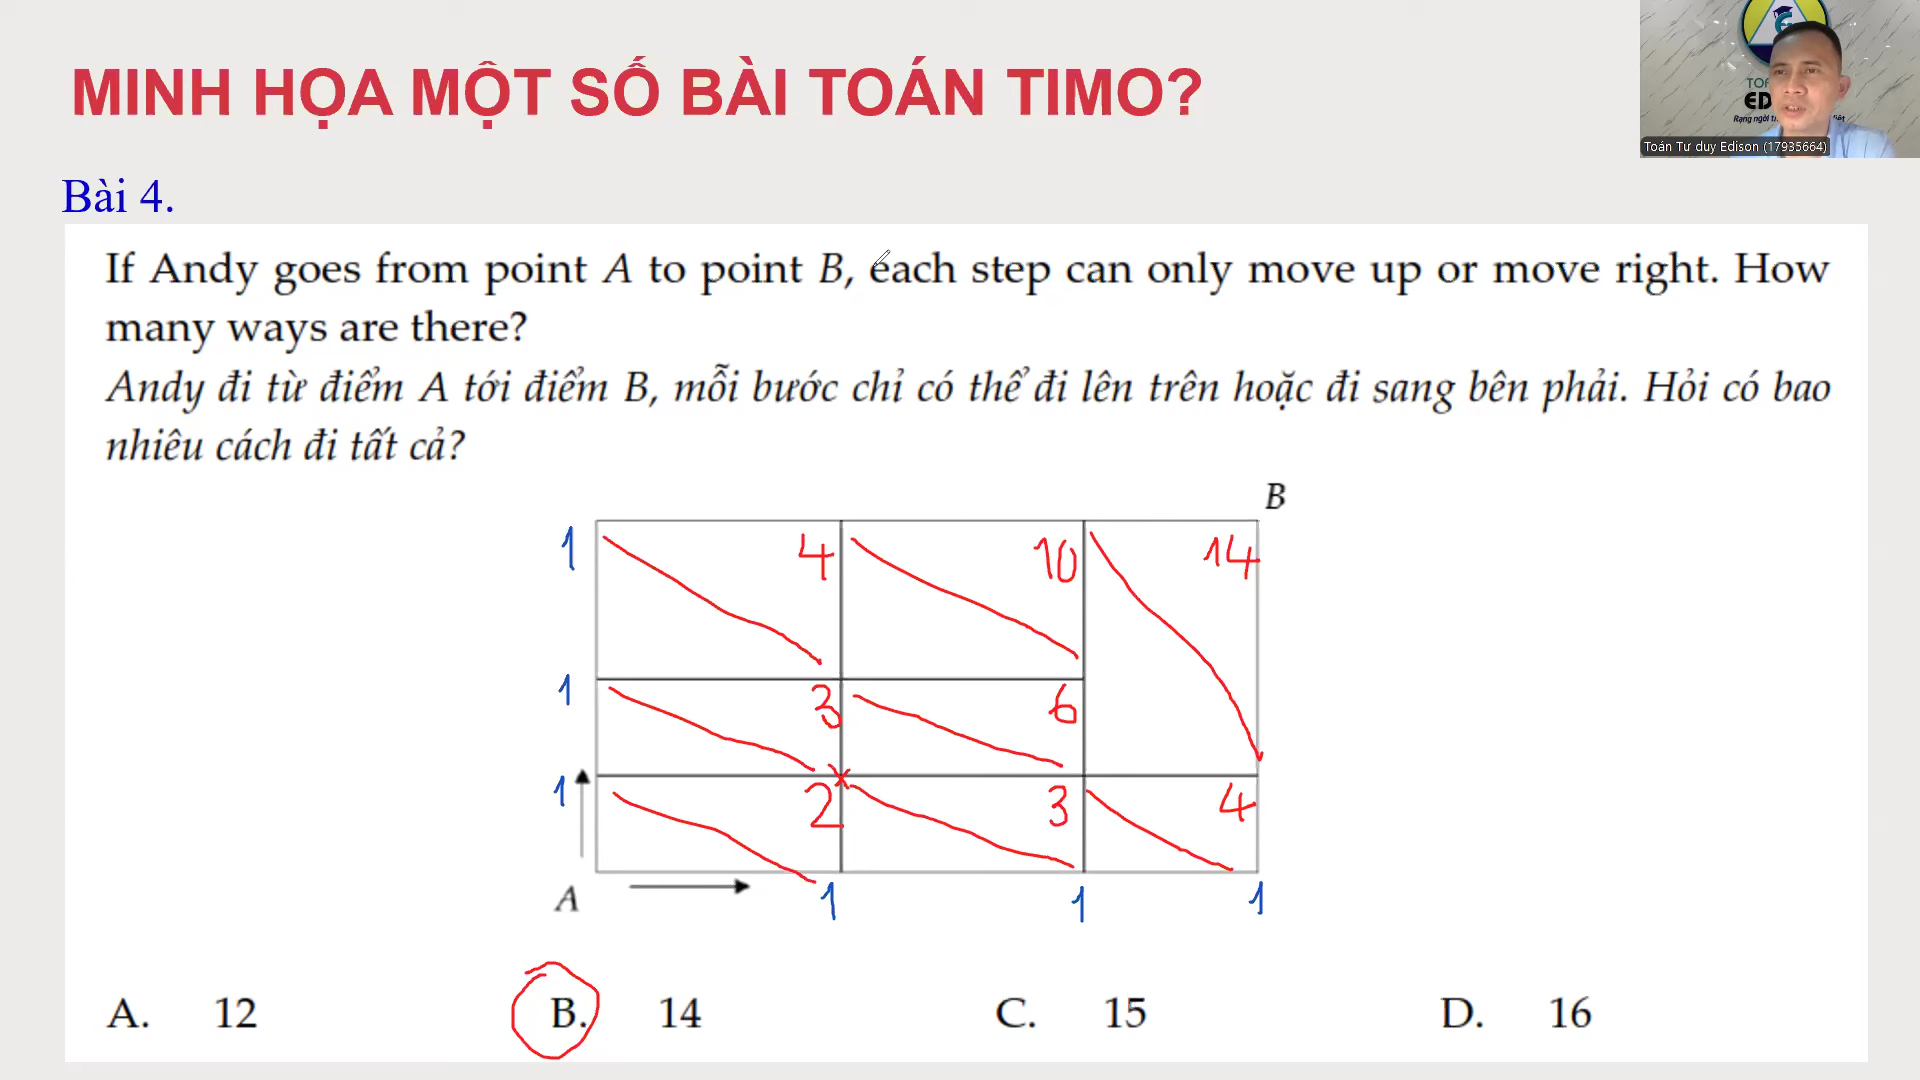 MINH HỌA MỘT SỐ BÀI TOÁN TIMO?
Toán Tư duy Edison (17935664)
Bài 4.
If Andy goes from point A to point B, each step can only move up or move right. How
many ways are there?
Andy đi từ điểm A tới điểm B, mỗi bước chỉ có thể đi lên trên hoặc đi sang bên phải. Hỏi có bao
nhiêu cách đi tất cả?
B
1 4 10 14
1 3 6
1 2 3 4
A 1 1 1
A. 12 B. 14 C. 15 D. 16